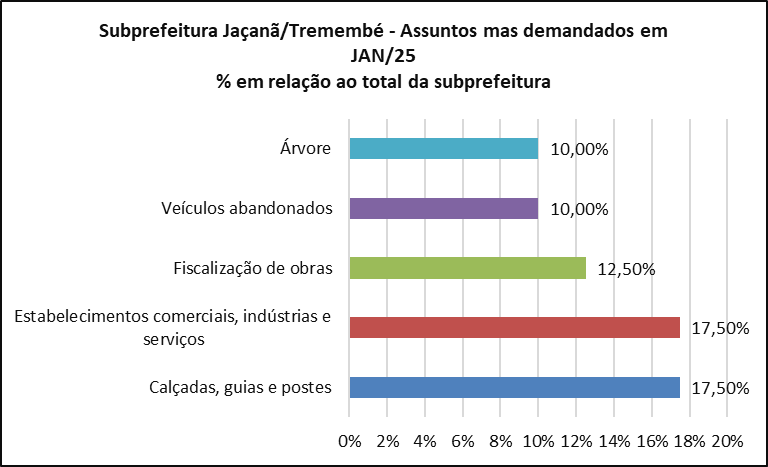 Subprefeitura Jaçanã/Tremembé - Assuntos mas demandados em
JAN/25
% em relação ao total da subprefeitura
Árvore
10,00%
Veículos abandonados
10,00%
Fiscalização de obras
12,50%
Estabelecimentos comerciais, indústrias e
serviços
17,50%
Calçadas, guias e postes
17,50%
0% 2% 4% 6% 8% 10% 12% 14% 16% 18% 20%